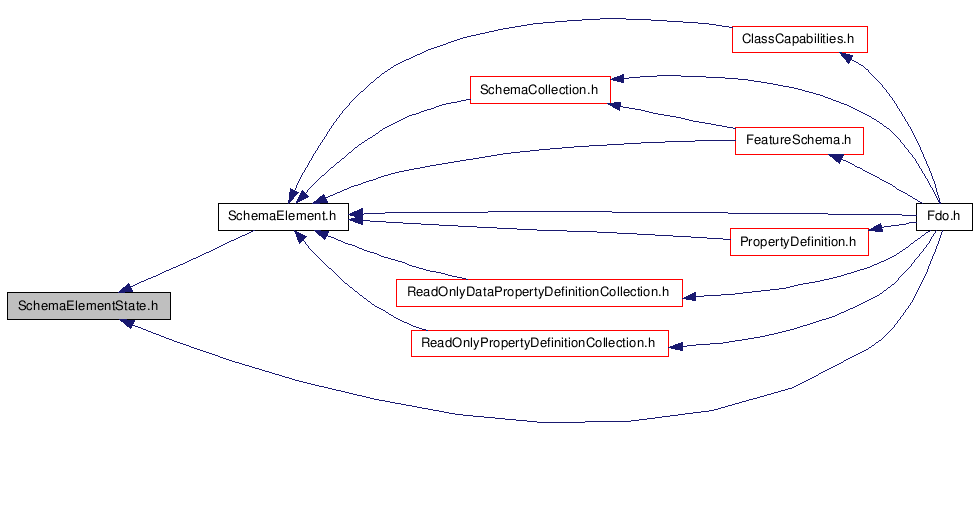 ClassCapabilities.h
SchemaCollection.h
FeatureSchema.h
SchemaElement.h
Fdo.h
PropertyDefinition.h
ReadOnlyDataPropertyDefinitionCollection.h
SchemaElementState.h
ReadOnlyPropertyDefinitionCollection.h